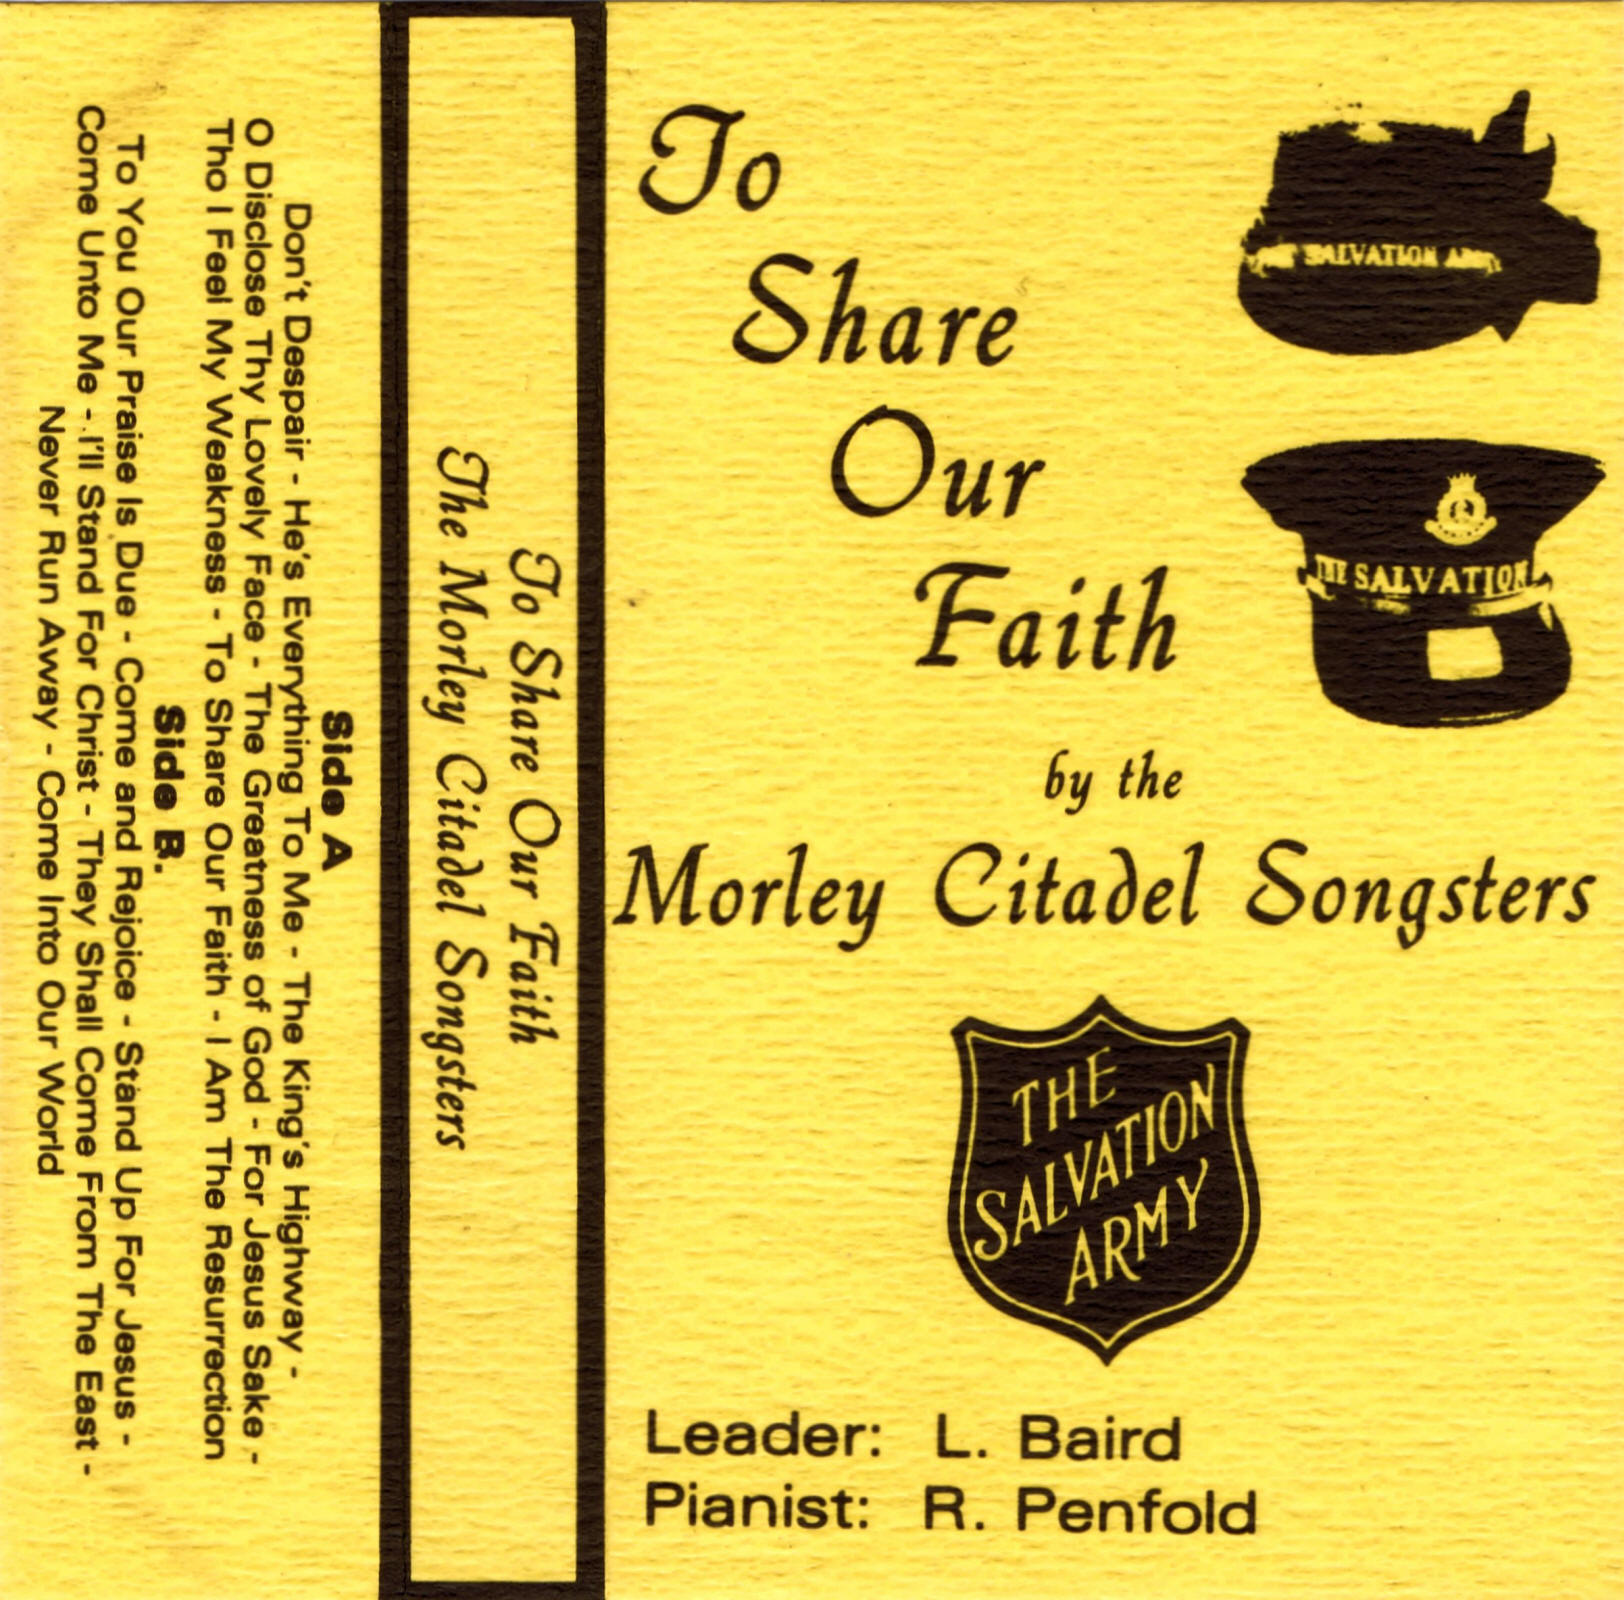 To
Share
Our
Faith
by the
Morley Citadel Songsters
THE SALVATION
THE SALVATION
THE
SALVATION
ARMY
Leader: L. Baird
Pianist: R. Penfold
To Share Our Faith
The Morley Citadel Songsters
Side A
Don't Despair - He's Everything To Me - The King's Highway -
O Disclose Thy Lovely Face - The Greatness of God - For Jesus Sake -
Tho I Feel My Weakness - To Share Our Faith - I Am The Resurrection
Side B.
To You Our Praise Is Due - Come and Rejoice - Stand Up For Jesus -
Come Unto Me - I'll Stand For Christ - They Shall Come From The East -
Never Run Away - Come Into Our World